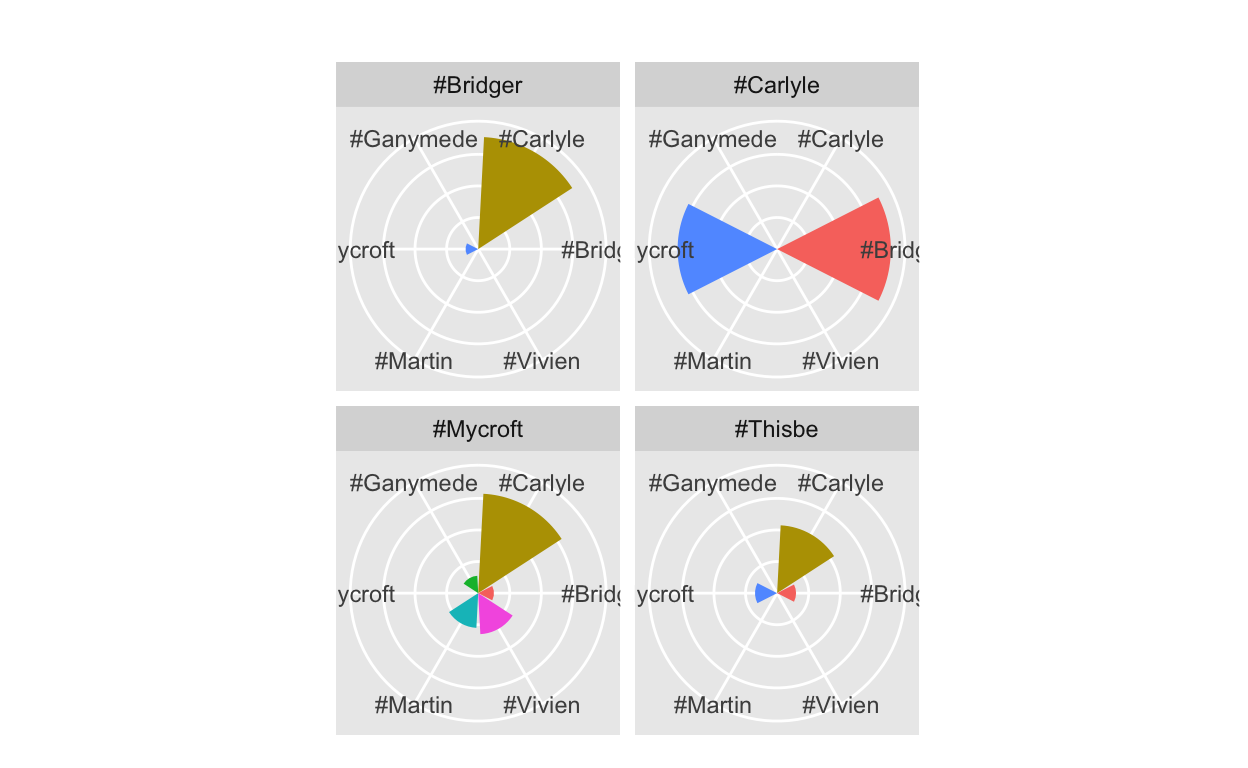 #Bridger
#Carlyle
#Ganymede #Carlyle
#Ganymede #Carlyle
ycroft #Bridg
ycroft #Bridg
#Martin #Vivien
#Martin #Vivien
#Mycroft
#Thisbe
#Ganymede #Carlyle
#Ganymede #Carlyle
ycroft #Bridg
ycroft #Bridg
#Martin #Vivien
#Martin #Vivien